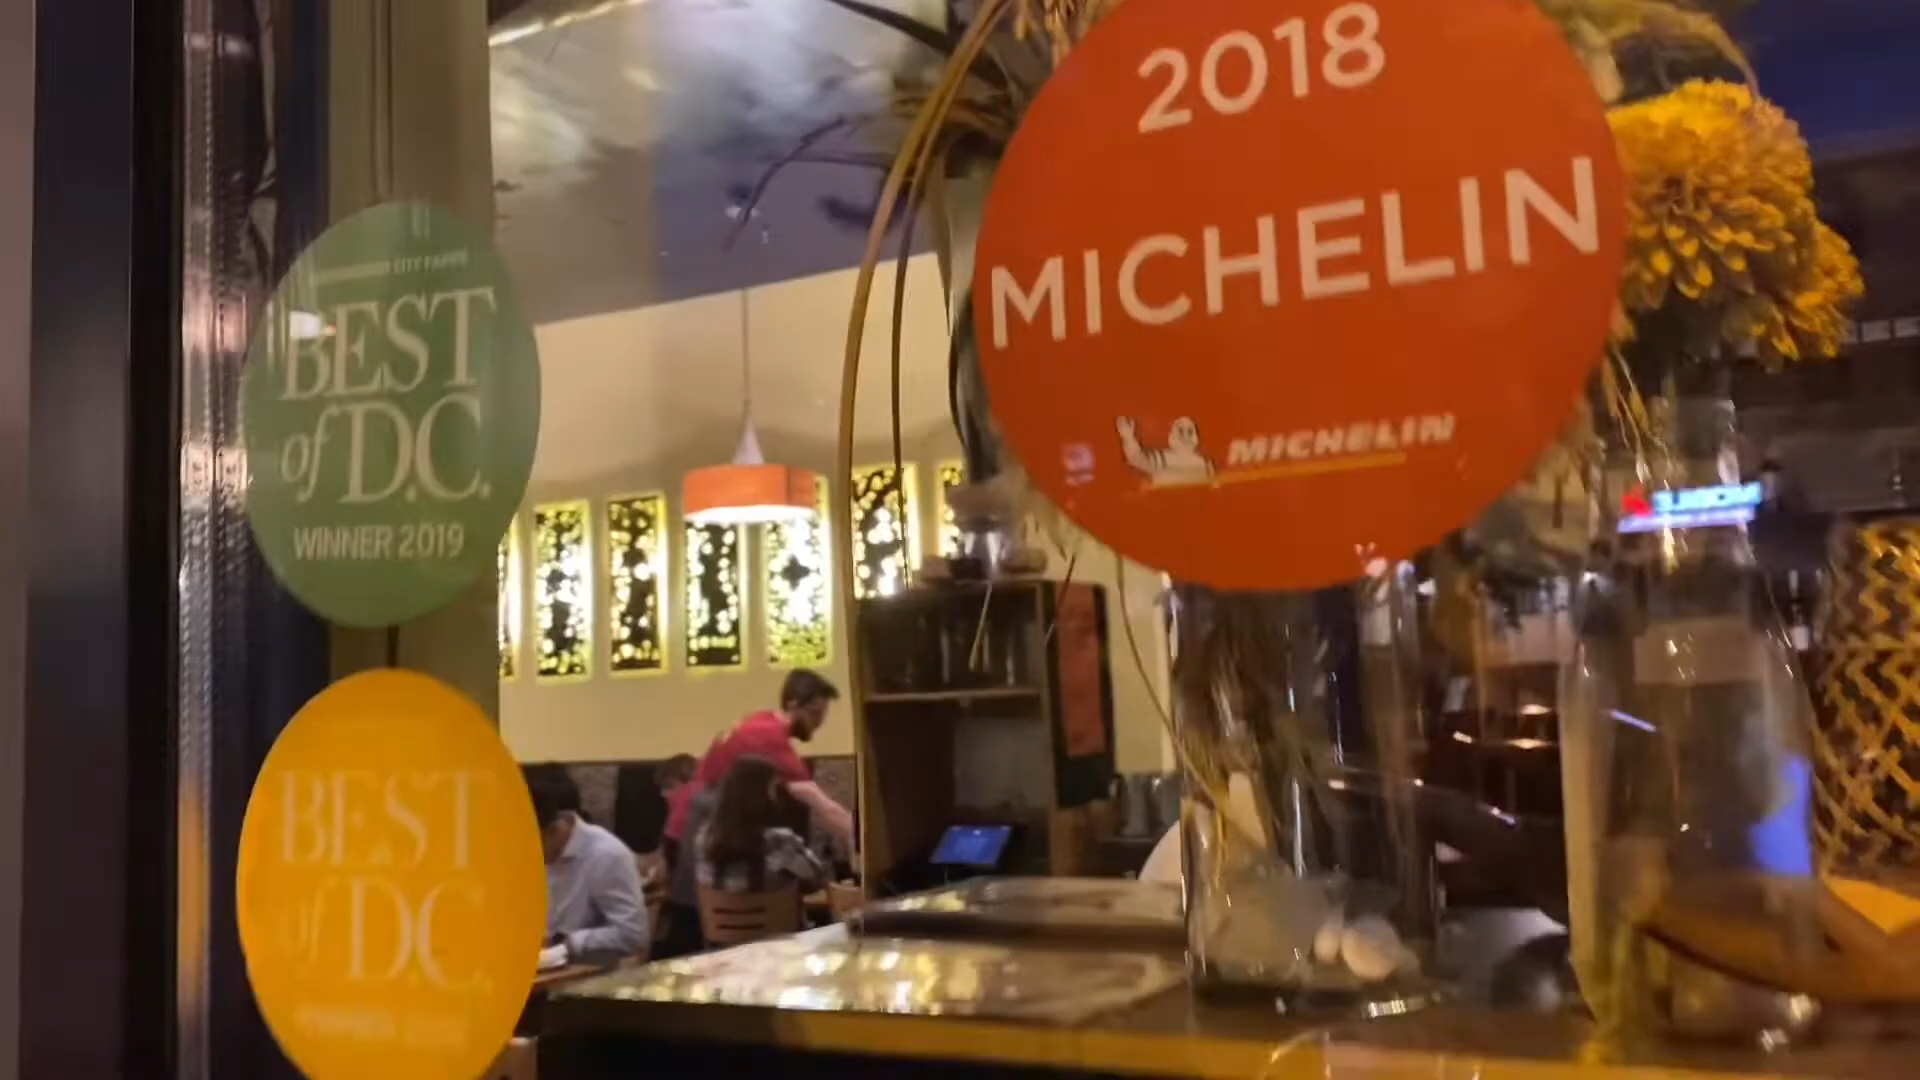 2018
MICHELIN
MICHELIN
CITY PAPER
BEST
of D.C.
WINNER 2019
BEST
of D.C.